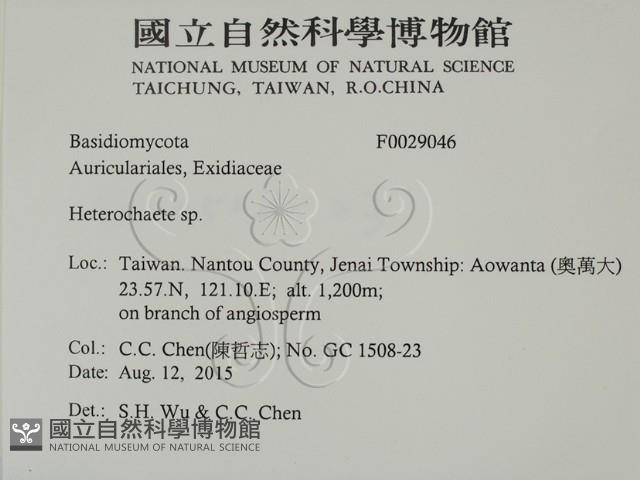 國立自然科學博物館
NATIONAL MUSEUM OF NATURAL SCIENCE
TAICHUNG, TAIWAN, R.O.CHINA
Basidiomycota F0029046
Auriculariales, Exidiaceae
Heterochaete sp.
Loc.: Taiwan. Nantou County, Jenai Township: Aowanta (奧萬大)
23.57.N, 121.10.E; alt. 1,200m;
on branch of angiosperm
Col.: C.C. Chen(陳哲志); No. GC 1508-23
Date: Aug. 12, 2015
Det.: S.H. Wu & C.C. Chen
國立自然科學博物館
NATIONAL MUSEUM OF NATURAL SCIENCE